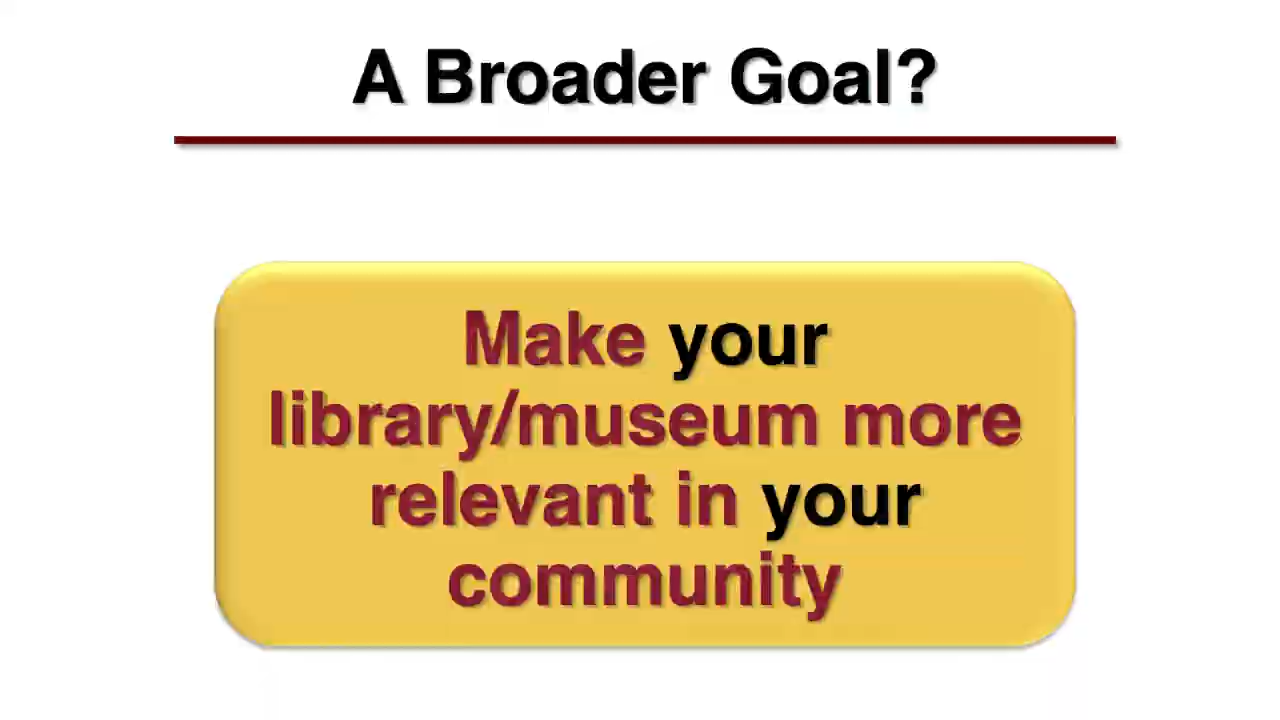 A Broader Goal?
Make your
library/museum more
relevant in your
community